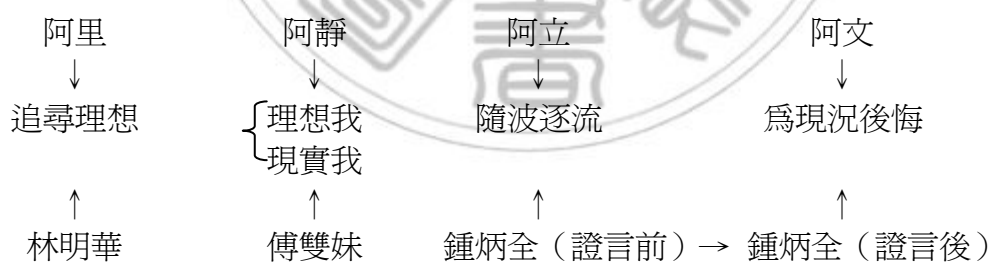 阿里 阿靜 阿立 阿文
↓ ↓ ↓ ↓
追尋理想 {理想我 隨波逐流 為現況後悔
現實我
↑ ↑ ↑ ↑
林明華 傅雙妹 鍾炳全（證言前）→ 鍾炳全（證言後）